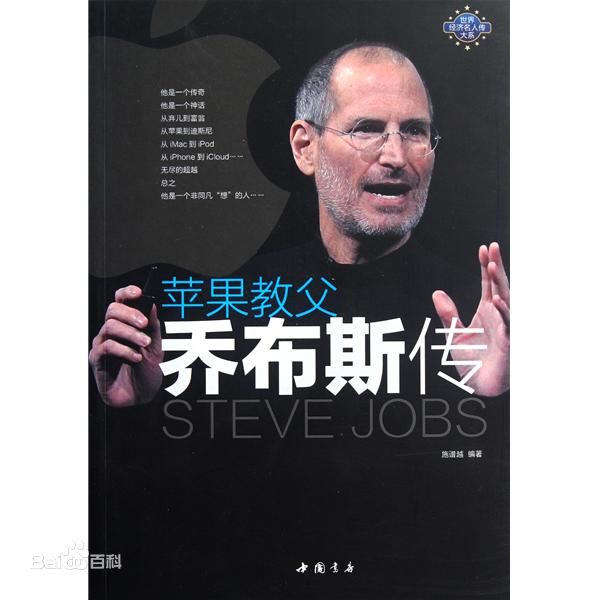 世界
经济名人传
大系
他是一个传奇
他是一个神话
从弃儿到富翁
从苹果到迪斯尼
从 iMac 到 iPod
从 iPhone 到 iCloud……
无尽的超越
总之
他是一个非同凡“想”的人……
苹果教父
乔布斯传
STEVE JOBS
施谱越 编著
Baidu百科
中国书店